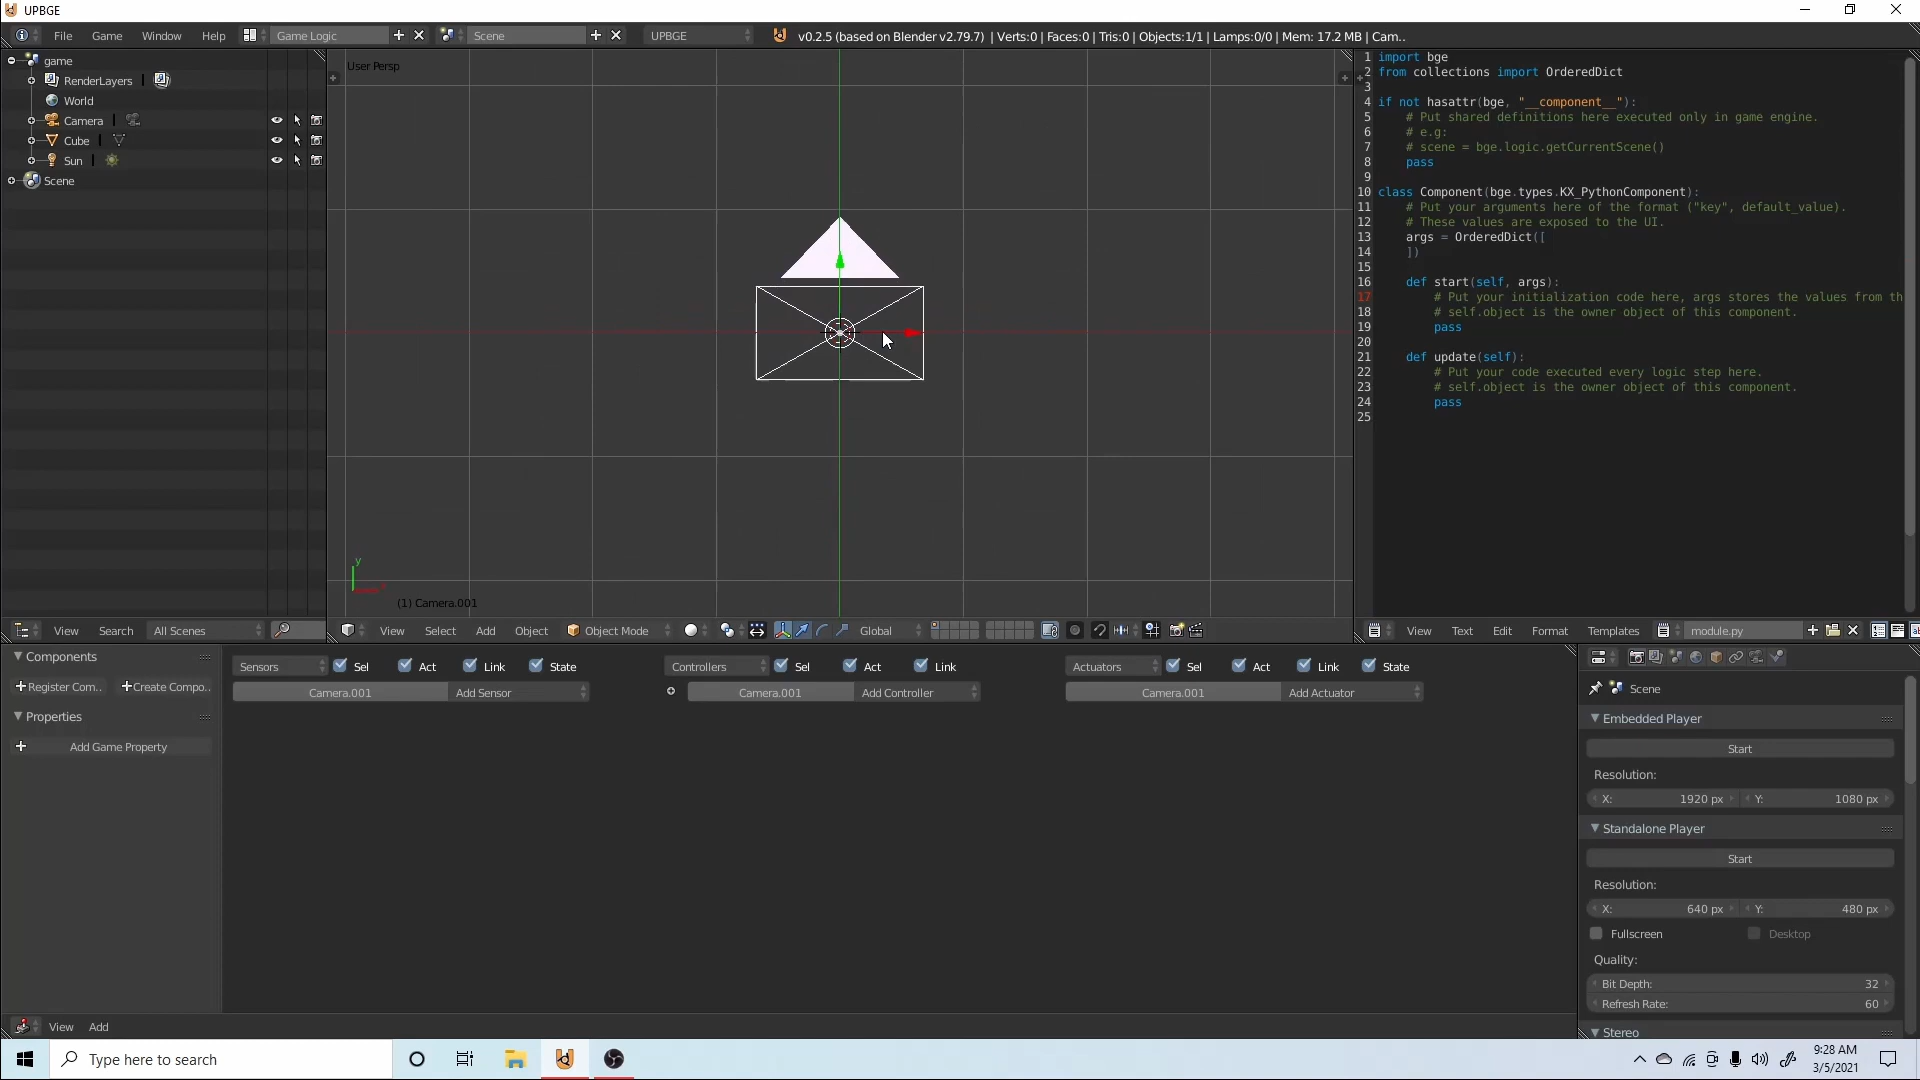 UPBGE
File Game Window Help Game Logic Scene UPBGE v0.2.5 (based on Blender v2.79.7) | Verts:0 | Faces:0 | Tris:0 | Objects:1/1 | Lamps:0/0 | Mem: 17.2 MB | Cam..
game
RenderLayers
World
Camera
Cube
Sun
Scene
View Search All Scenes
User Persp
y
(1) Camera.001
View Select Add Object Object Mode Global
1 import bge
2 from collections import OrderedDict
3
4 if not hasattr(bge, "__component__"):
5 # Put shared definitions here executed only in game engine.
6 # e.g:
7 # scene = bge.logic.getCurrentScene()
8 pass
9
10 class Component(bge.types.KX_PythonComponent):
11 # Put your arguments here of the format ("key", default_value).
12 # These values are exposed to the UI.
13 args = OrderedDict([
14 ])
15
16 def start(self, args):
17 # Put your initialization code here, args stores the values from th
18 # self.object is the owner object of this component.
19 pass
20
21 def update(self):
22 # Put your code executed every logic step here.
23 # self.object is the owner object of this component.
24 pass
25
View Text Edit Format Templates module.py
Components
Register Com.. Create Compo..
Properties
Add Game Property
Sensors Sel Act Link State
Camera.001 Add Sensor
Controllers Sel Act Link
Camera.001 Add Controller
Actuators Sel Act Link State
Camera.001 Add Actuator
View Add
Scene
Embedded Player
Start
Resolution:
X: 1920 px Y: 1080 px
Standalone Player
Start
Resolution:
X: 640 px Y: 480 px
Fullscreen Desktop
Quality:
Bit Depth: 32
Refresh Rate: 60
Stereo
Type here to search
9:28 AM
3/5/2021